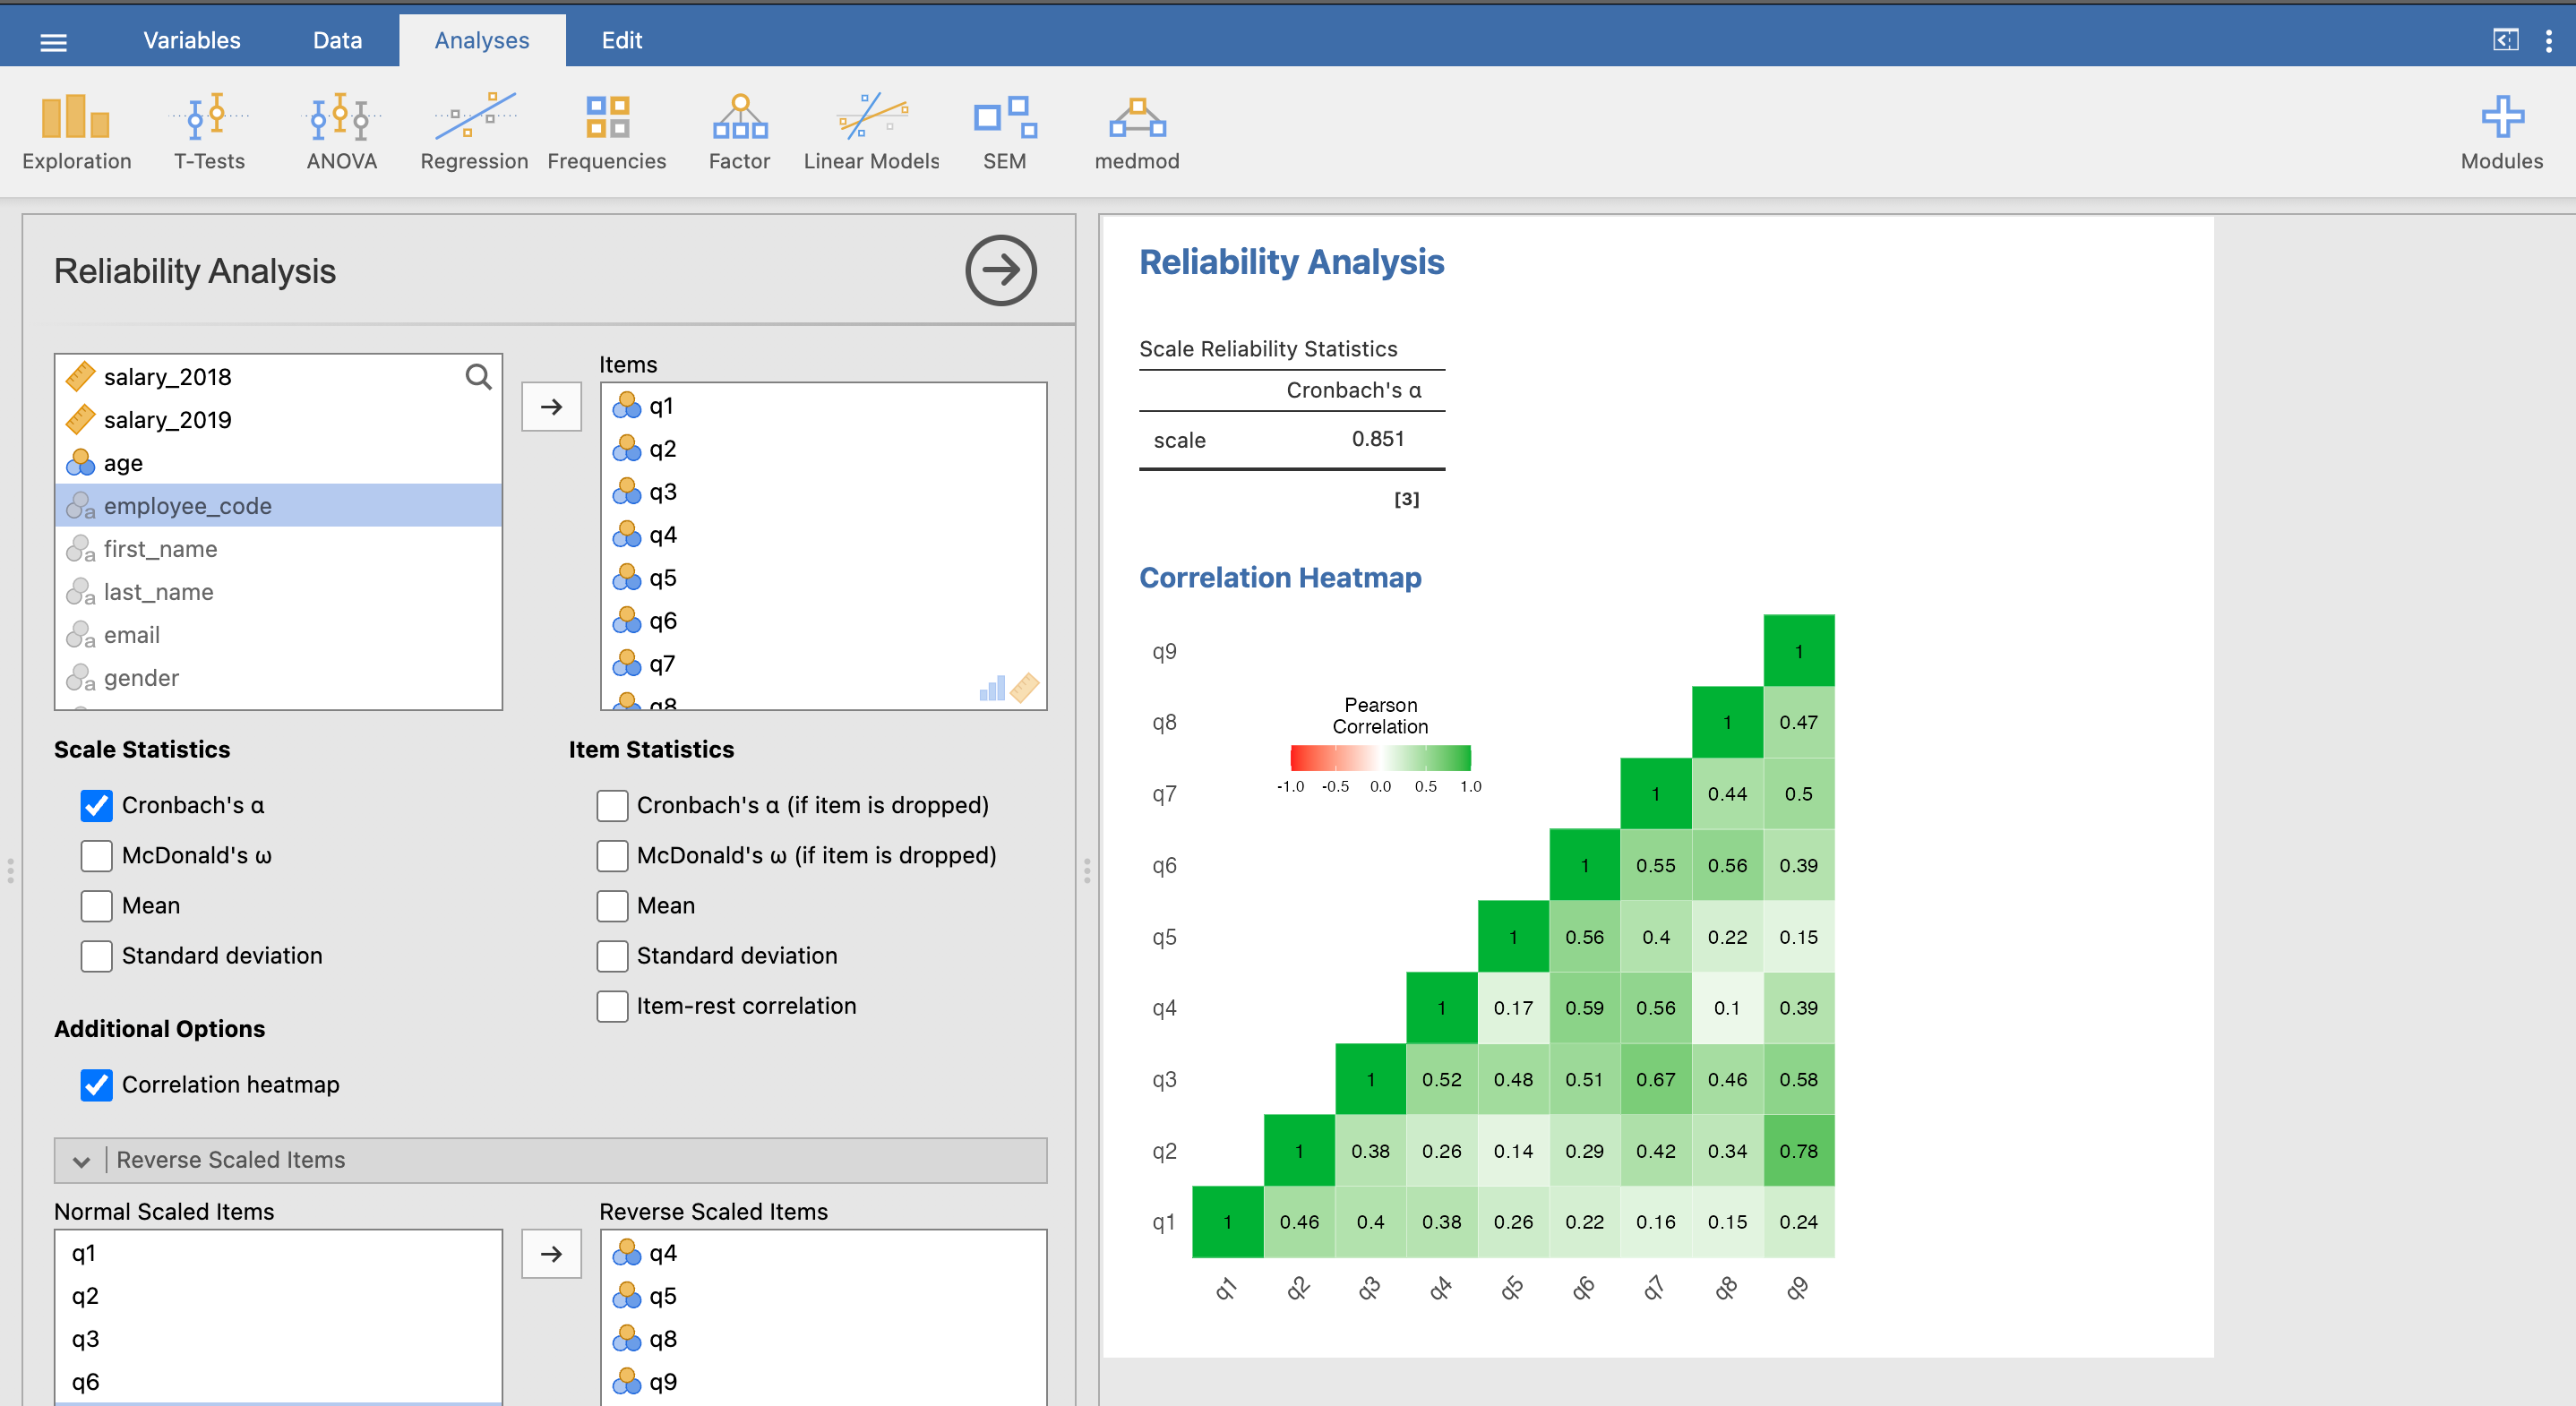 Variables Data Analyses Edit
Exploration T-Tests ANOVA Regression Frequencies Factor Linear Models SEM medmod Modules
Reliability Analysis
salary_2018
salary_2019
age
employee_code
first_name
last_name
email
gender
Items
q1
q2
q3
q4
q5
q6
q7
q8
Scale Statistics
Cronbach's α
McDonald's ω
Mean
Standard deviation
Item Statistics
Cronbach's α (if item is dropped)
McDonald's ω (if item is dropped)
Mean
Standard deviation
Item-rest correlation
Additional Options
Correlation heatmap
Reverse Scaled Items
Normal Scaled Items
q1
q2
q3
q6
Reverse Scaled Items
q4
q5
q8
q9
Reliability Analysis
Scale Reliability Statistics
Cronbach's α
scale 0.851
[3]
Correlation Heatmap
Pearson
Correlation
-1.0 -0.5 0.0 0.5 1.0
q9 1
q8 1 0.47
q7 1 0.44 0.5
q6 1 0.55 0.56 0.39
q5 1 0.56 0.4 0.22 0.15
q4 1 0.17 0.59 0.56 0.1 0.39
q3 1 0.52 0.48 0.51 0.67 0.46 0.58
q2 1 0.38 0.26 0.14 0.29 0.42 0.34 0.78
q1 1 0.46 0.4 0.38 0.26 0.22 0.16 0.15 0.24
q1 q2 q3 q4 q5 q6 q7 q8 q9